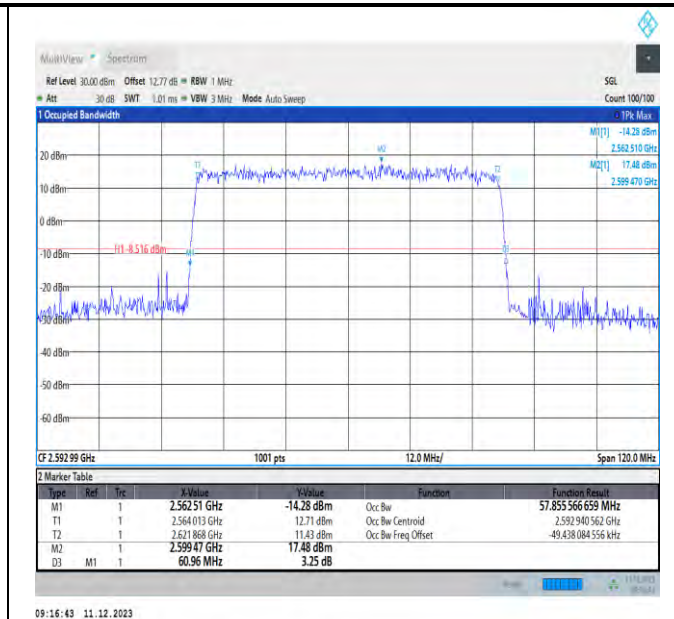 MultiView Spectrum
Ref Level 30.00 dBm Offset 12.77 dB RBW 1 MHz SGL
Att 30 dB SWT 1.01 ms VBW 3 MHz Mode Auto Sweep Count 100/100
1 Occupied Bandwidth 1Pk Max
M1[1] -14.28 dBm
2.562 510 GHz
M2[1] 17.48 dBm
2.599 470 GHz
M2
20 dBm
T1 T2
10 dBm
0 dBm
H1 -8.516 dBm
M1 D3
-10 dBm
-20 dBm
-30 dBm
-40 dBm
-50 dBm
-60 dBm
CF 2.592 99 GHz 1001 pts 12.0 MHz/ Span 120.0 MHz
2 Marker Table
Type Ref Trc X-Value Y-Value Function Function Result
M1 1 2.562 51 GHz -14.28 dBm Occ Bw 57.855 566 659 MHz
T1 1 2.564 013 GHz 12.71 dBm Occ Bw Centroid 2.592 940 562 GHz
T2 1 2.621 868 GHz 11.43 dBm Occ Bw Freq Offset -49.438 084 556 kHz
M2 1 2.599 47 GHz 17.48 dBm
D3 M1 1 60.96 MHz 3.25 dB
09:16:43 11.12.2023